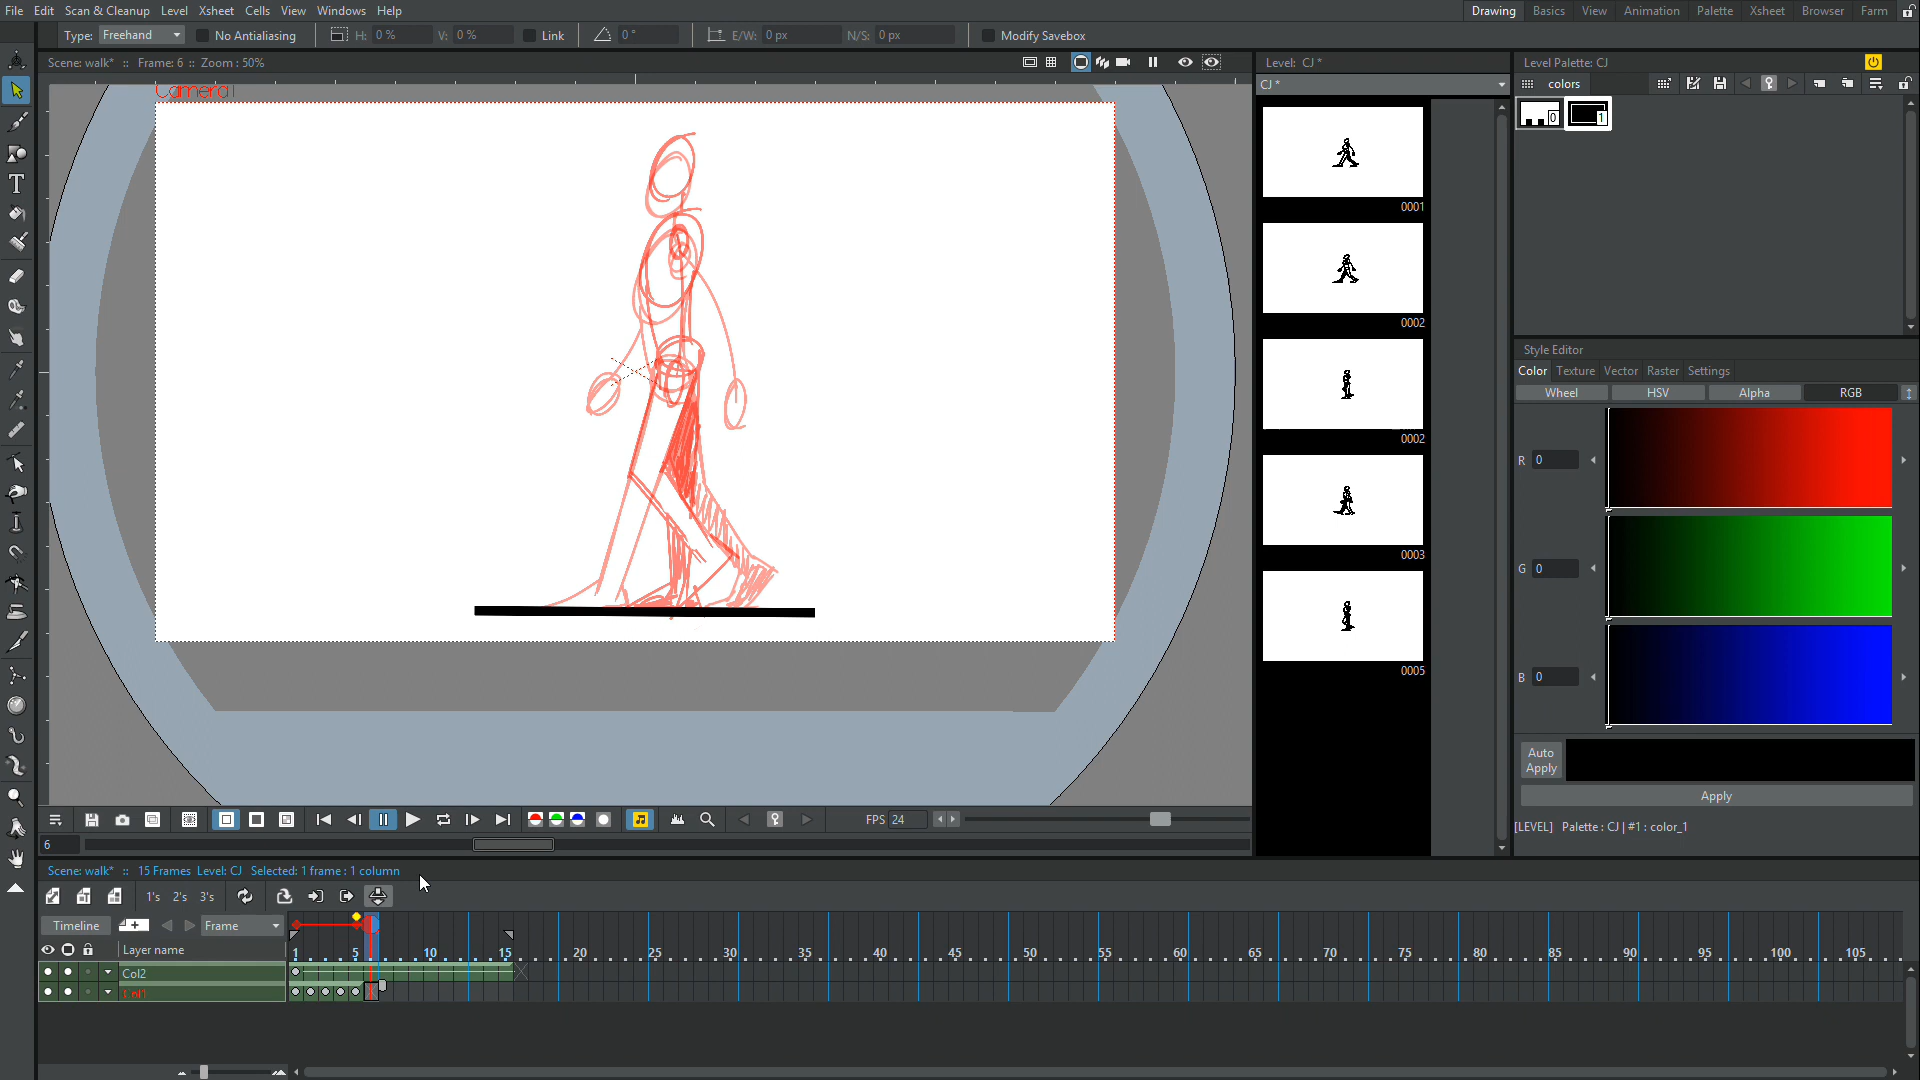 File Edit Scan & Cleanup Level Xsheet Cells View Windows Help
Drawing Basics View Animation Palette Xsheet Browser Farm
Type: Freehand No Antialiasing H: 0 % V: 0 % Link 0 ° E/W: 0 px N/S: 0 px Modify Savebox
Scene: walk* :: Frame: 6 :: Zoom : 50%
Camera1
Level: CJ *
CJ *
0001
0002
0002
0003
0005
Level Palette: CJ
colors
0
1
Style Editor
Color Texture Vector Raster Settings
Wheel HSV Alpha RGB
R 0
G 0
B 0
Auto
Apply
Apply
[LEVEL] Palette : CJ | #1 : color_1
FPS 24
6
Scene: walk* :: 15 Frames Level: CJ Selected: 1 frame : 1 column
1's 2's 3's
Timeline Frame
Layer name 1 5 10 15 20 25 30 35 40 45 50 55 60 65 70 75 80 85 90 95 100 105
Col2
Col1